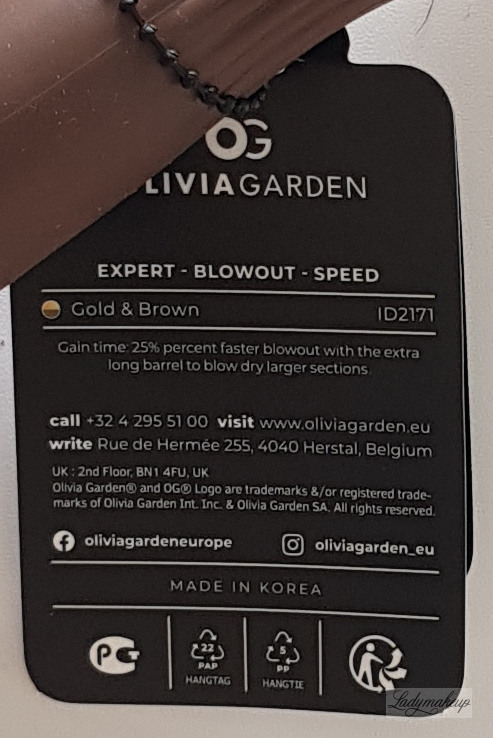 OG
LIVIAGARDEN
EXPERT - BLOWOUT - SPEED
Gold & Brown ID2171
Gain time: 25% percent faster blowout with the extra
long barrel to blow dry larger sections.
call +32 4 295 51 00 visit www.oliviagarden.eu
write Rue de Hermée 255, 4040 Herstal, Belgium
UK : 2nd Floor, BN1 4FU, UK
Olivia Garden® and OG® Logo are trademarks &/or registered trade-
marks of Olivia Garden Int. Inc. & Olivia Garden SA. All rights reserved.
oliviagardeneurope oliviagarden_eu
MADE IN KOREA
22 5
PAP PP
HANGTAG HANGTIE
Ladymakeup